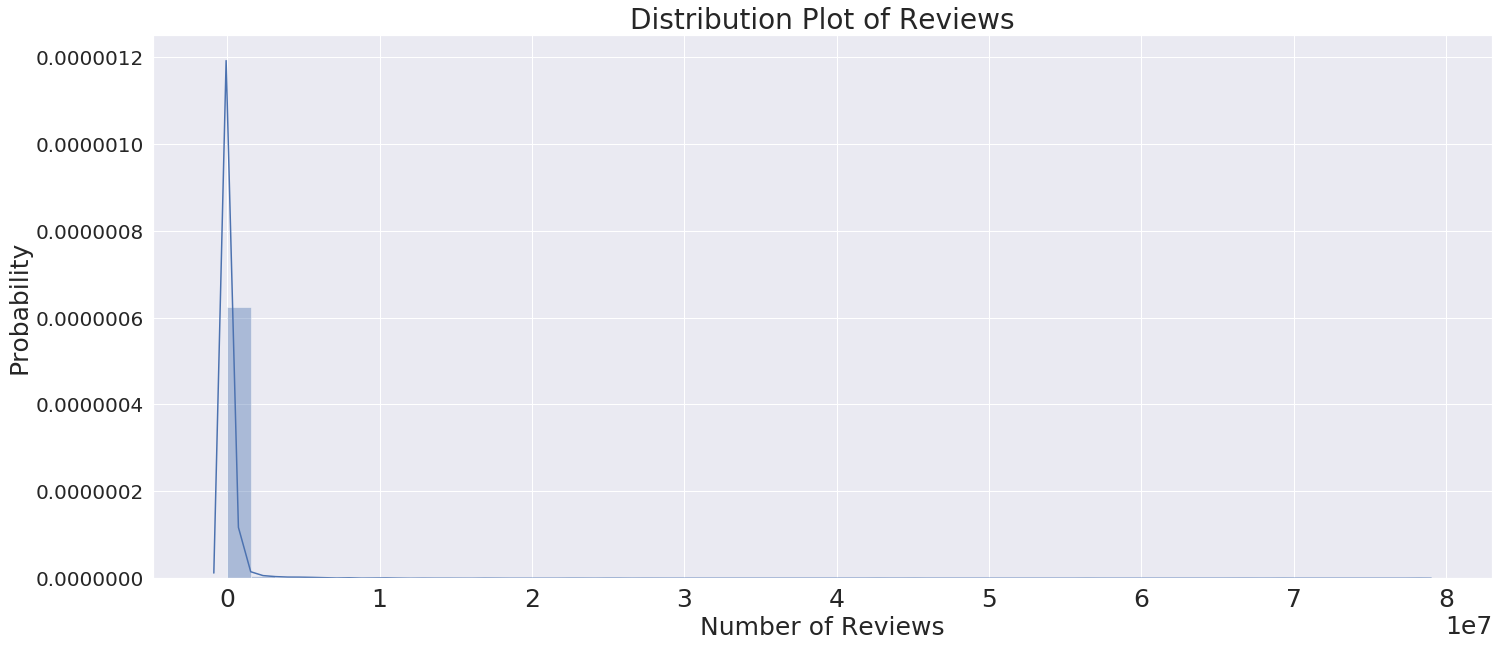 Distribution Plot of Reviews
0.0000012
0.0000010
0.0000008
0.0000006
0.0000004
0.0000002
0.0000000
Probability
0 1 2 3 4 5 6 7 8
1e7
Number of Reviews